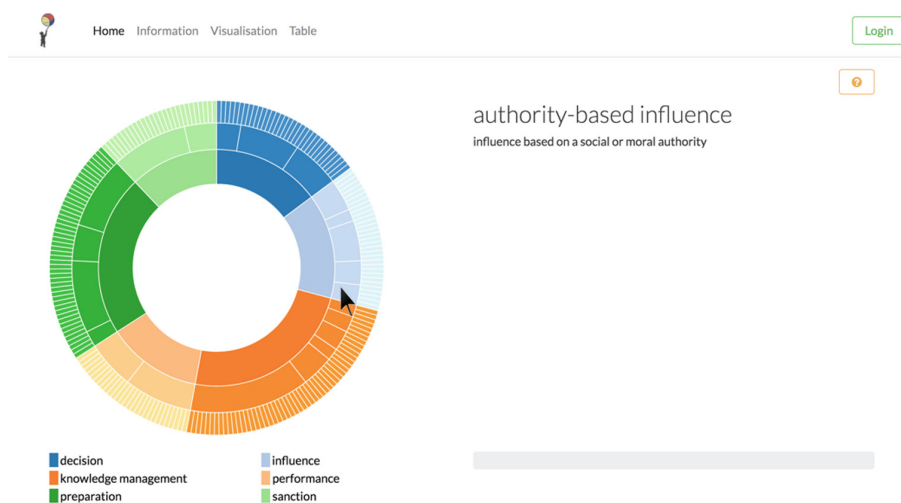 Home Information Visualisation Table
Login
authority-based influence
influence based on a social or moral authority
decision
influence
knowledge management
performance
preparation
sanction